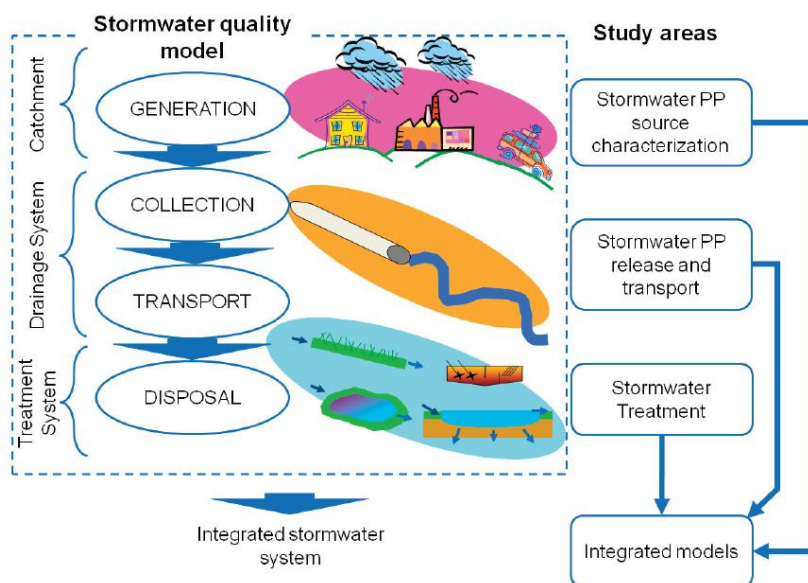 Stormwater quality
model
Study areas
Catchment
GENERATION
Stormwater PP
source
characterization
Drainage System
COLLECTION
TRANSPORT
Stormwater PP
release and
transport
Treatment
System
DISPOSAL
Stormwater
Treatment
Integrated stormwater
system
Integrated models